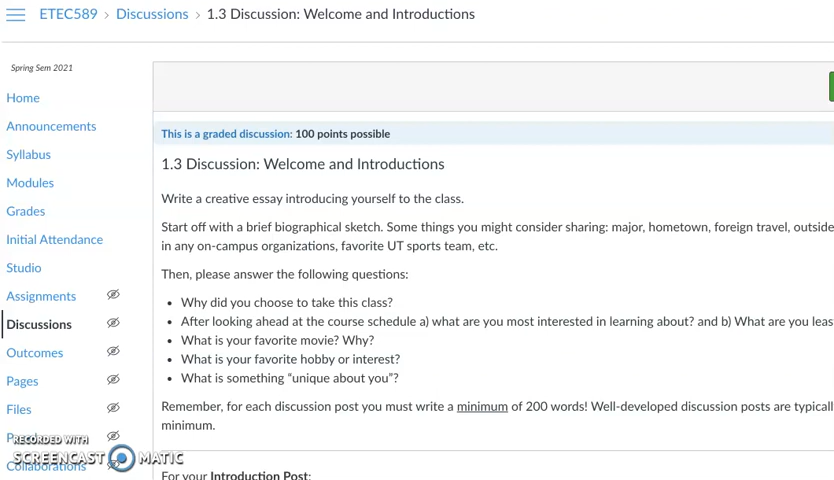 ETEC589 › Discussions › 1.3 Discussion: Welcome and Introductions
Spring Sem 2021
Home
Announcements
Syllabus
Modules
Grades
Initial Attendance
Studio
Assignments
Discussions
Outcomes
Pages
Files
Collaborations
RECORDED WITH
SCREENCAST MATIC
This is a graded discussion: 100 points possible
1.3 Discussion: Welcome and Introductions
Write a creative essay introducing yourself to the class.
Start off with a brief biographical sketch. Some things you might consider sharing: major, hometown, foreign travel, outside
in any on-campus organizations, favorite UT sports team, etc.
Then, please answer the following questions:
• Why did you choose to take this class?
• After looking ahead at the course schedule a) what are you most interested in learning about? and b) What are you leas
• What is your favorite movie? Why?
• What is your favorite hobby or interest?
• What is something “unique about you”?
Remember, for each discussion post you must write a minimum of 200 words! Well-developed discussion posts are typicall
minimum.
For your Introduction Post: